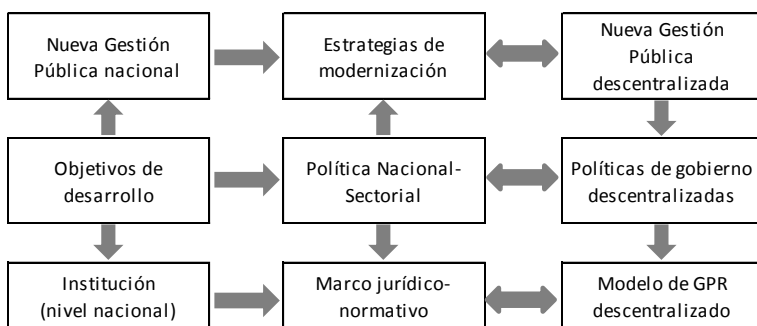 Nueva Gestión
Pública nacional
Estrategias de
modernización
Nueva Gestión
Pública
descentralizada
Objetivos de
desarrollo
Política Nacional-
Sectorial
Políticas de gobierno
descentralizadas
Institución
(nivel nacional)
Marco jurídico-
normativo
Modelo de GPR
descentralizado